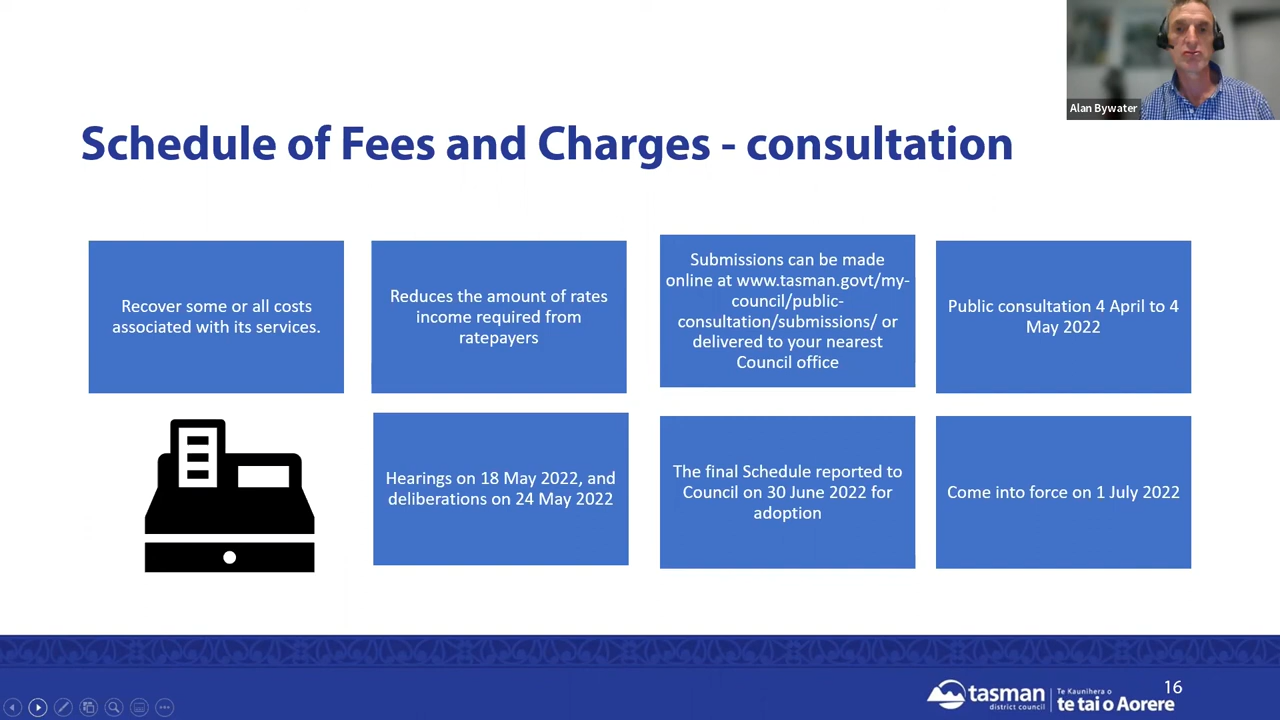 Alan Bywater
Schedule of Fees and Charges - consultation
Recover some or all costs
associated with its services.
Reduces the amount of rates
income required from
ratepayers
Submissions can be made
online at www.tasman.govt/my-
council/public-
consultation/submissions/ or
delivered to your nearest
Council office
Public consultation 4 April to 4
May 2022
Hearings on 18 May 2022, and
deliberations on 24 May 2022
The final Schedule reported to
Council on 30 June 2022 for
adoption
Come into force on 1 July 2022
tasman
district council
Te Kaunihera o
te tai o Aorere
16